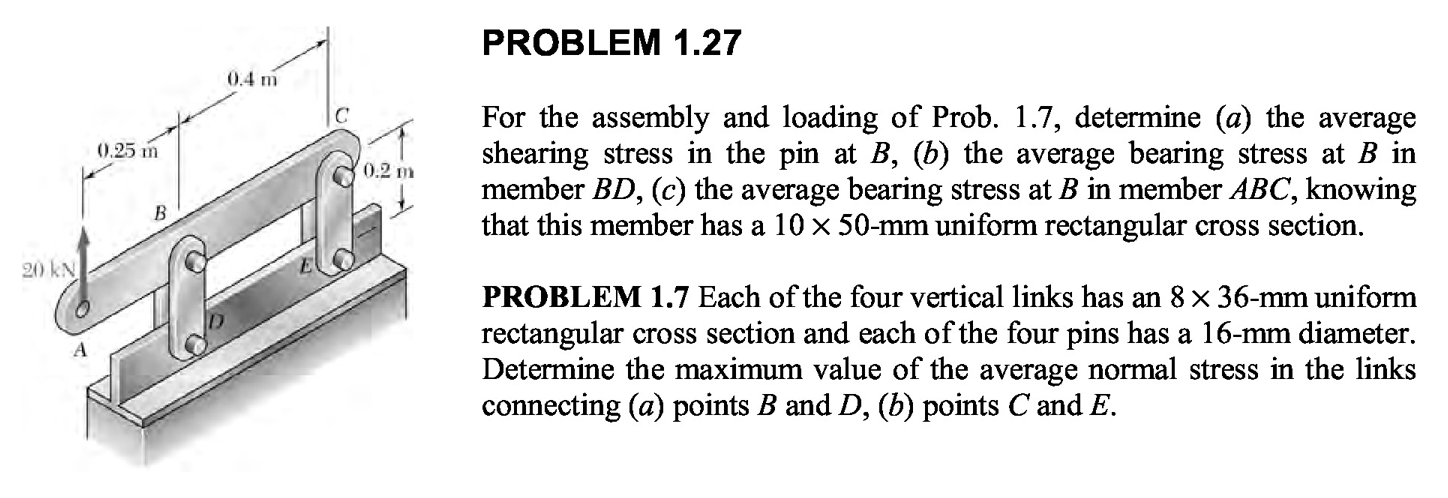 0.4 m
C
0.25 m
0.2 m
B
20 kN
E
D
A
PROBLEM 1.27
For the assembly and loading of Prob. 1.7, determine (a) the average
shearing stress in the pin at B, (b) the average bearing stress at B in
member BD, (c) the average bearing stress at B in member ABC, knowing
that this member has a 10 × 50-mm uniform rectangular cross section.
PROBLEM 1.7 Each of the four vertical links has an 8 × 36-mm uniform
rectangular cross section and each of the four pins has a 16-mm diameter.
Determine the maximum value of the average normal stress in the links
connecting (a) points B and D, (b) points C and E.